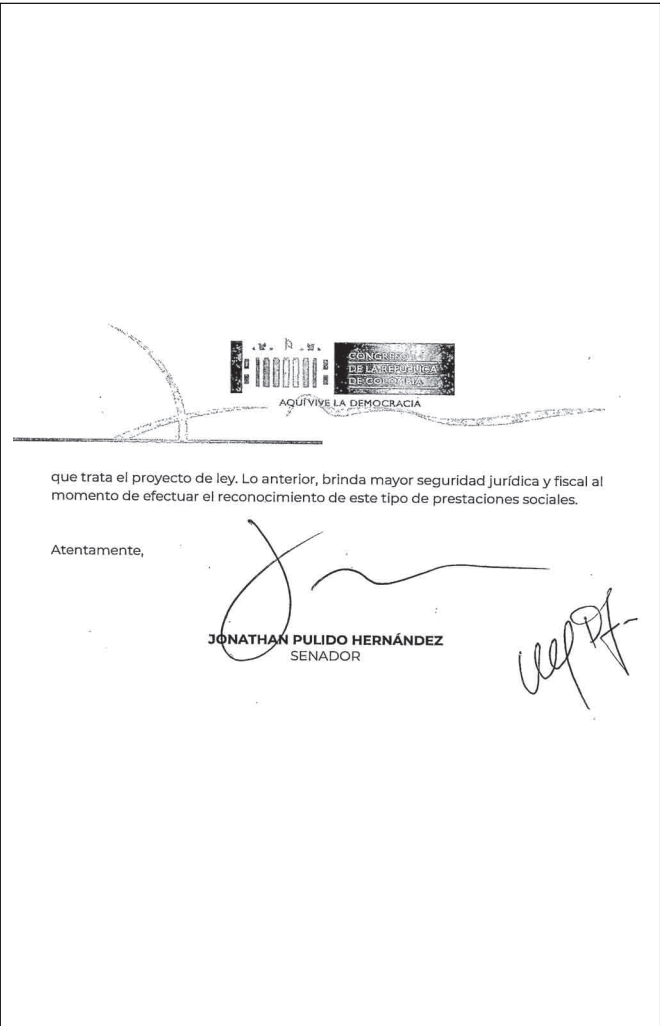 CONGRESO
DE LA REPÚBLICA
DE COLOMBIA
AQUÍ VIVE LA DEMOCRACIA
que trata el proyecto de ley. Lo anterior, brinda mayor seguridad jurídica y fiscal al
momento de efectuar el reconocimiento de este tipo de prestaciones sociales.
Atentamente,
JONATHAN PULIDO HERNÁNDEZ
SENADOR